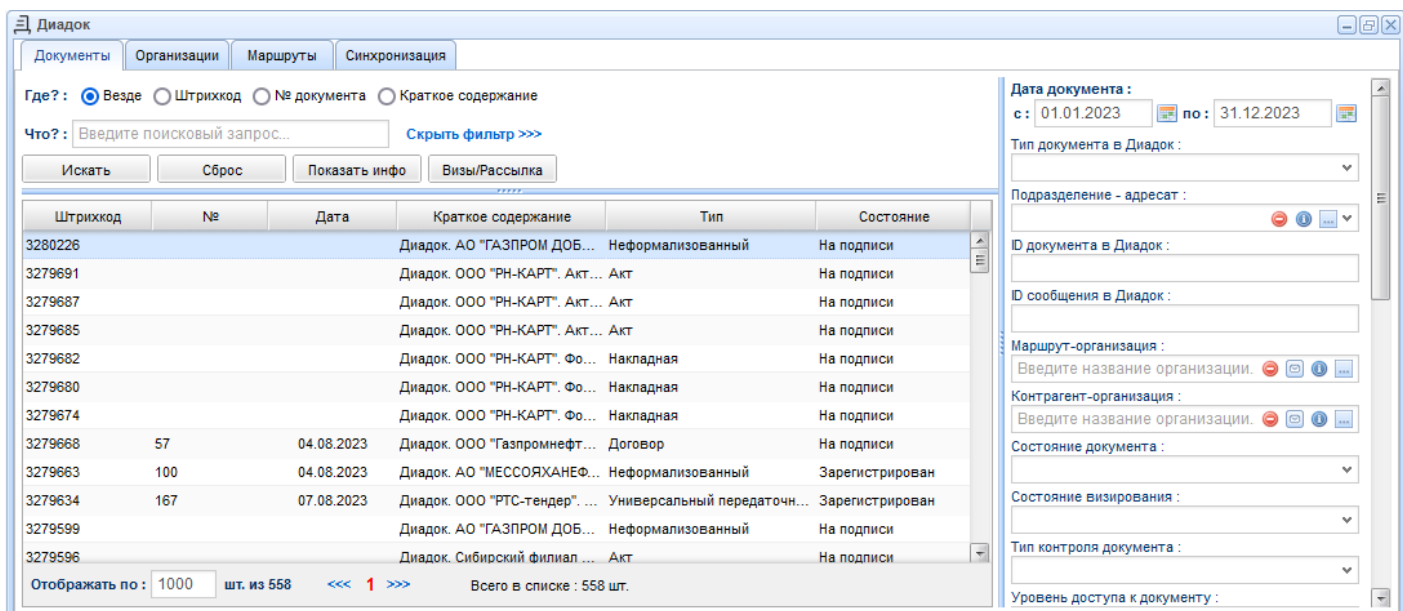 Диадок
Документы Организации Маршруты Синхронизация
Где? : Везде Штрихкод № документа Краткое содержание
Что? : Введите поисковый запрос... Скрыть фильтр >>>
Искать Сброс Показать инфо Визы/Рассылка
Штрихкод № Дата Краткое содержание Тип Состояние
3280226 Диадок. АО "ГАЗПРОМ ДОБ... Неформализованный На подписи
3279691 Диадок. ООО "РН-КАРТ". Акт... Акт На подписи
3279687 Диадок. ООО "РН-КАРТ". Акт... Акт На подписи
3279685 Диадок. ООО "РН-КАРТ". Акт... Акт На подписи
3279682 Диадок. ООО "РН-КАРТ". Фо... Накладная На подписи
3279680 Диадок. ООО "РН-КАРТ". Фо... Накладная На подписи
3279674 Диадок. ООО "РН-КАРТ". Фо... Накладная На подписи
3279668 57 04.08.2023 Диадок. ООО "Газпромнефт... Договор На подписи
3279663 100 04.08.2023 Диадок. АО "МЕССОЯХАНЕФ... Неформализованный Зарегистрирован
3279634 167 07.08.2023 Диадок. ООО "РТС-тендер". ... Универсальный передаточн... Зарегистрирован
3279599 Диадок. АО "ГАЗПРОМ ДОБ... Неформализованный На подписи
3279596 Диадок. Сибирский филиал ... Акт На подписи
Отображать по : 1000 шт. из 558 <<< 1 >>> Всего в списке : 558 шт.
Дата документа :
с : 01.01.2023 по : 31.12.2023
Тип документа в Диадок :
Подразделение - адресат :
ID документа в Диадок :
ID сообщения в Диадок :
Маршрут-организация :
Введите название организации.
Контрагент-организация :
Введите название организации.
Состояние документа :
Состояние визирования :
Тип контроля документа :
Уровень доступа к документу :